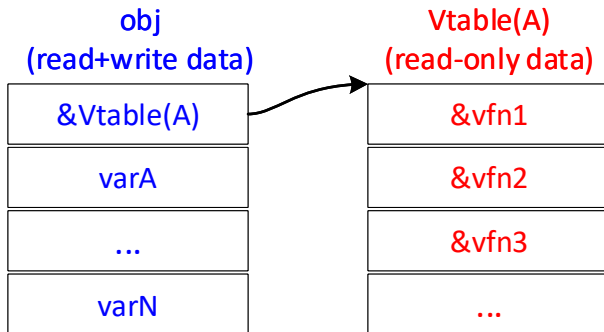 obj
(read+write data)
&Vtable(A)
varA
...
varN
Vtable(A)
(read-only data)
&vfn1
&vfn2
&vfn3
...